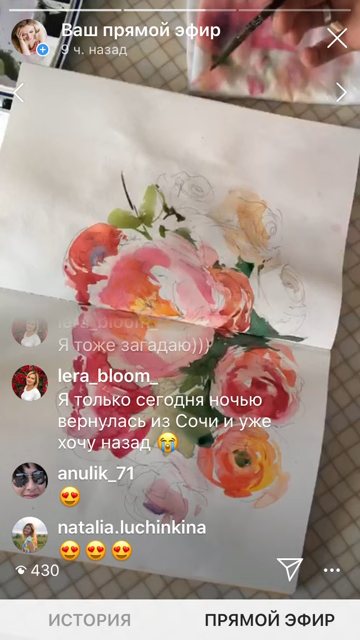 Ваш прямой эфир
9 ч. назад
lera_bloom_
Я тоже загадаю)))
lera_bloom_
Я только сегодня ночью
вернулась из Сочи и уже
хочу назад 😭
anulik_71
😍
natalia.luchinkina
😍 😍 😍
430
ИСТОРИЯ
ПРЯМОЙ ЭФИР